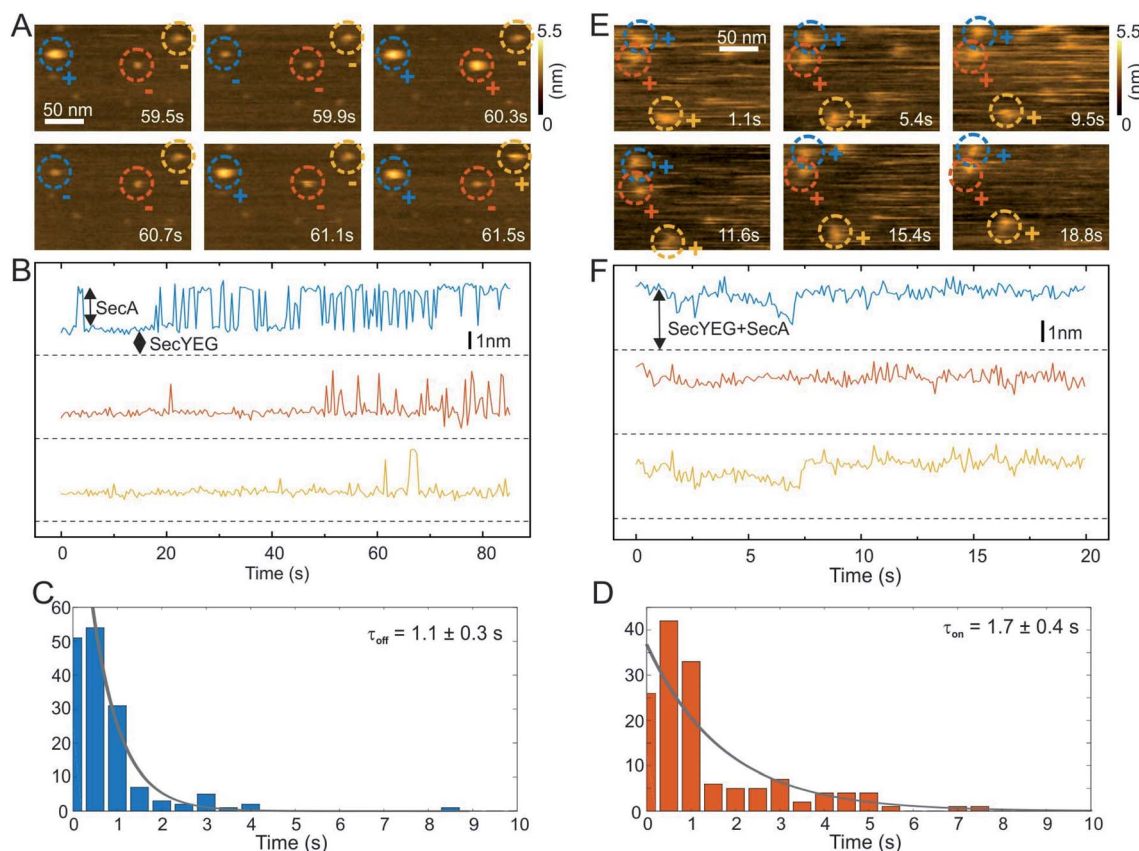 A
+
-
-
50 nm
59.5s
-
-
-
59.9s
-
+
-
60.3s
5.5
(nm)
0
-
-
-
60.7s
+
-
-
61.1s
+
-
+
61.5s
B
SecA
SecYEG
1nm
0 20 40 60 80
Time (s)
C
τoff = 1.1 ± 0.3 s
60
50
40
30
20
10
0
0 1 2 3 4 5 6 7 8 9 10
Time (s)
E
+
+
+
50 nm
1.1s
+
+
+
5.4s
+
+
+
9.5s
5.5
(nm)
0
+
+
+
11.6s
+
+
+
15.4s
+
+
+
18.8s
F
SecYEG+SecA
1nm
0 5 10 15 20
Time (s)
D
τon = 1.7 ± 0.4 s
40
30
20
10
0
0 1 2 3 4 5 6 7 8 9 10
Time (s)